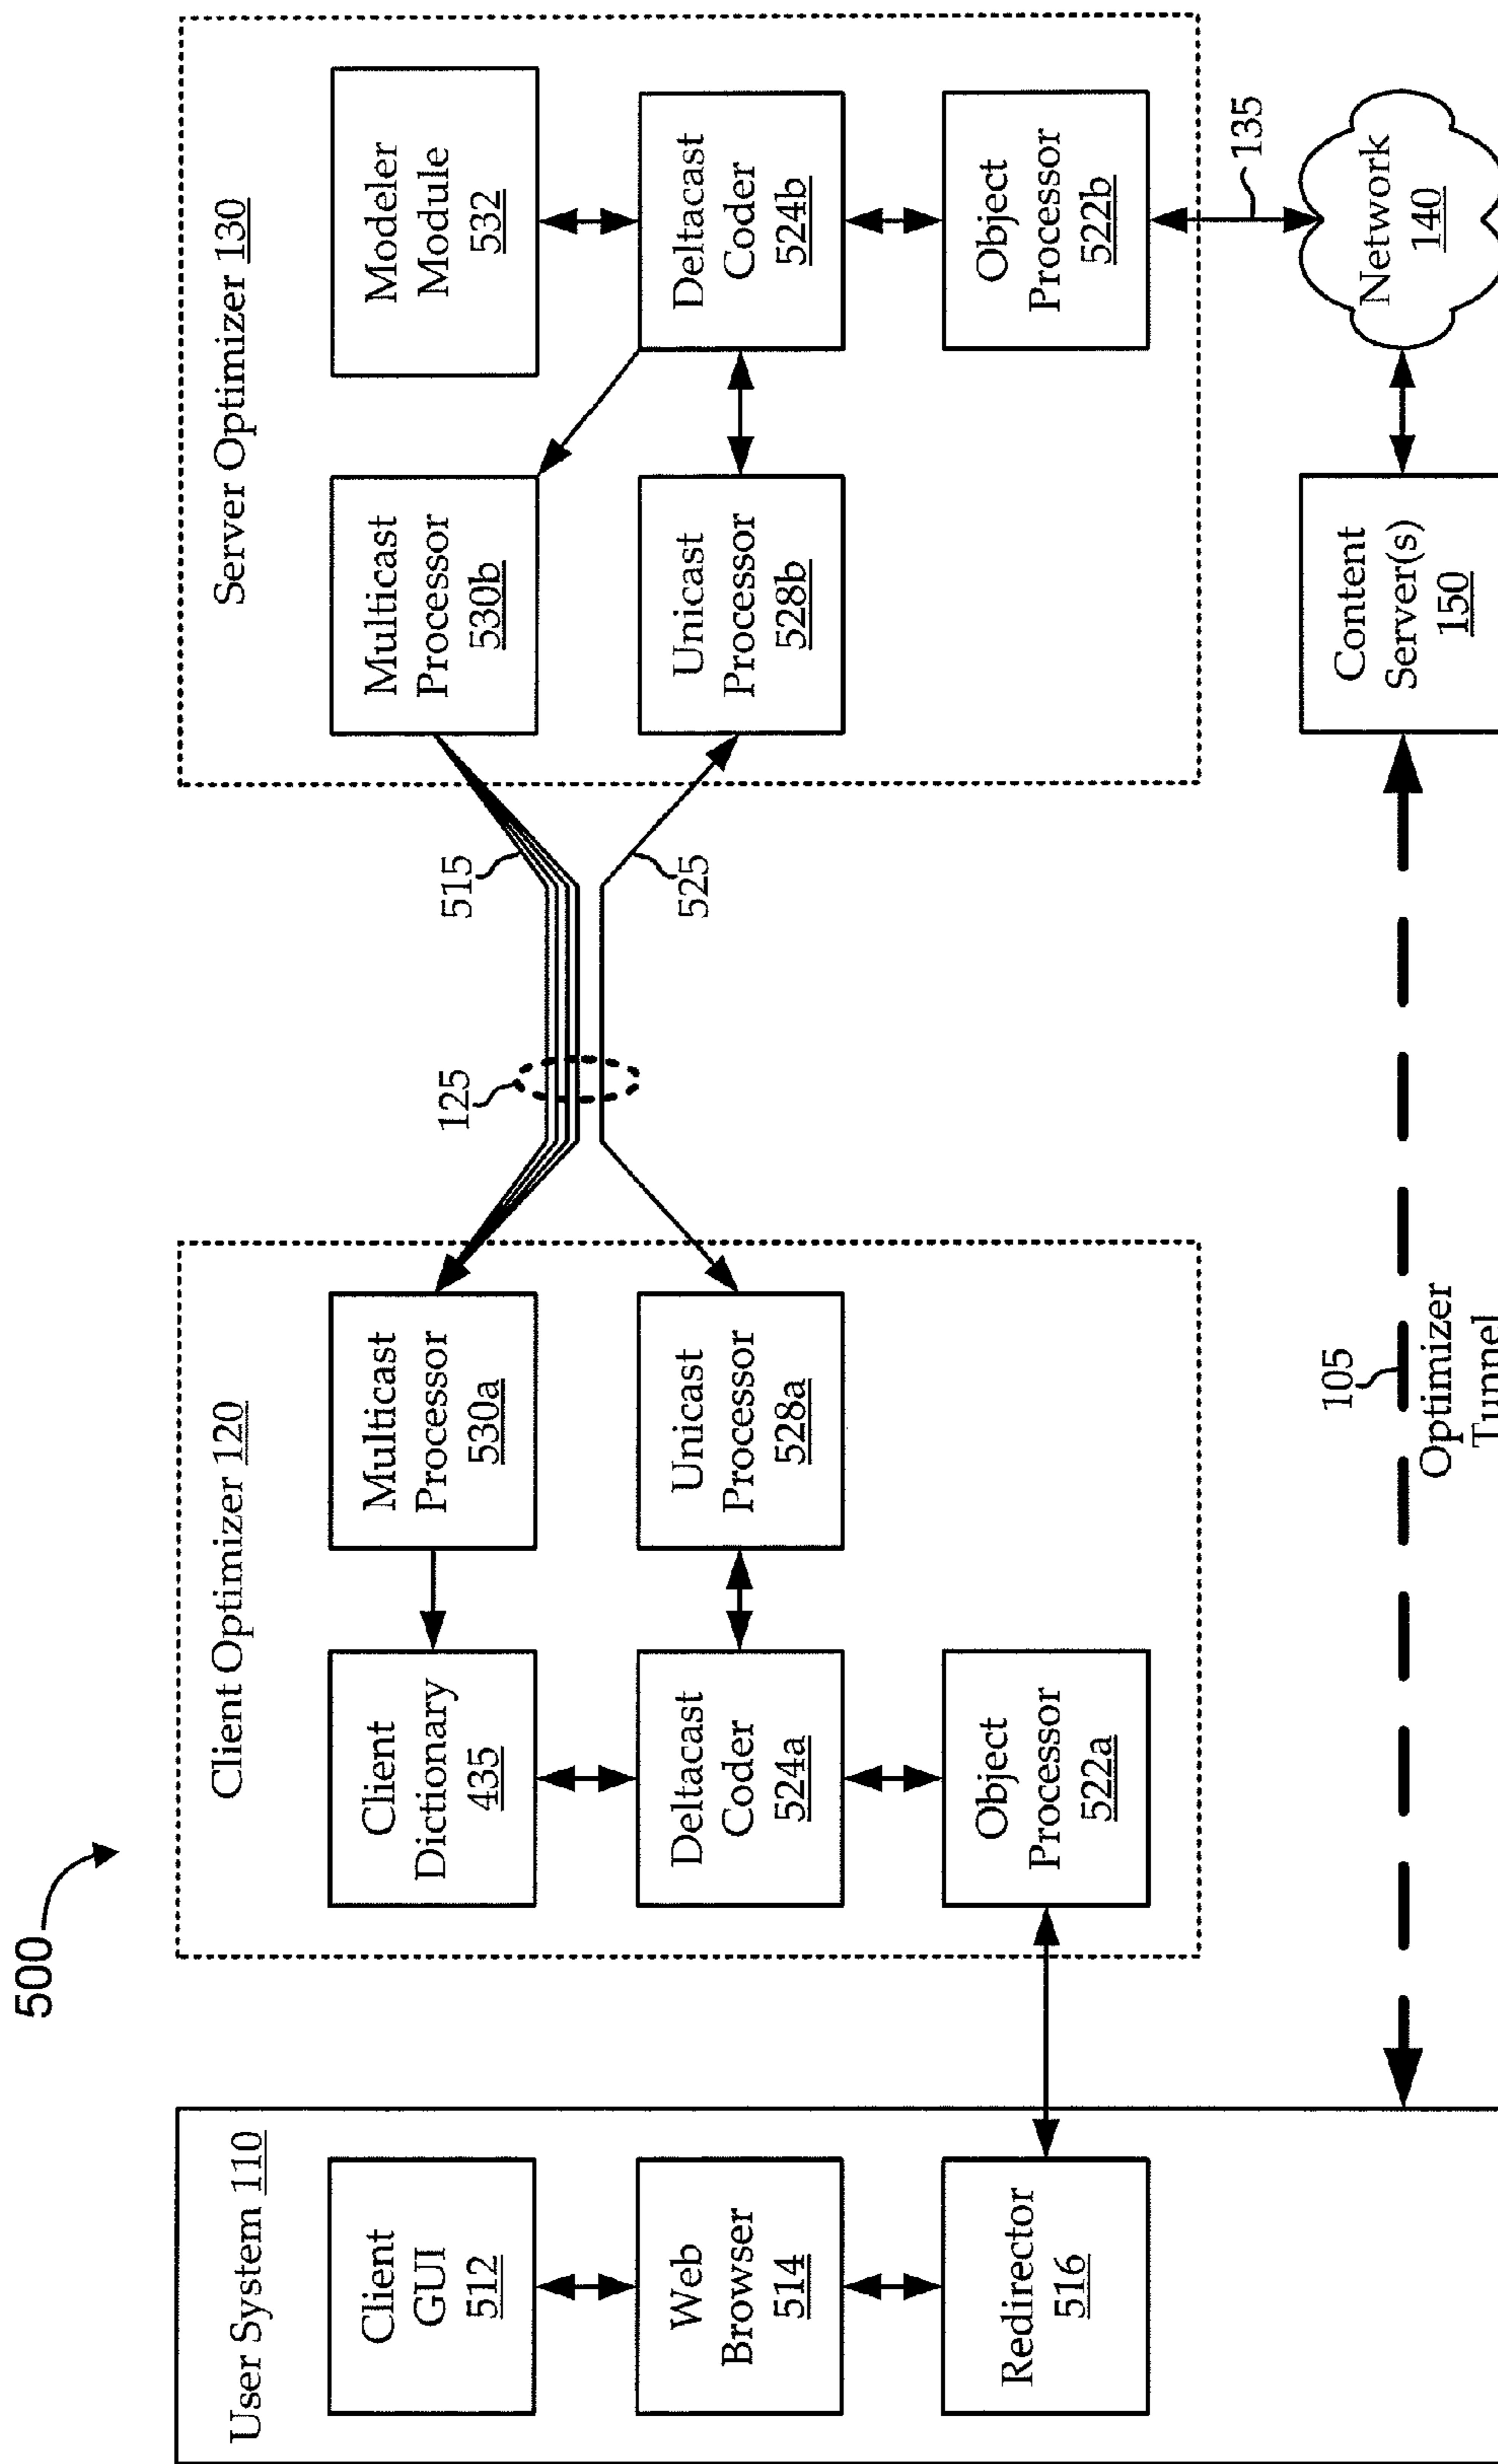 500
User System 110
Client
GUI
512
Web
Browser
514
Redirector
516
Client Optimizer 120
Client
Dictionary
435
Multicast
Processor
530a
Deltacast
Coder
524a
Unicast
Processor
528a
Object
Processor
522a
125
515
525
Server Optimizer 130
Multicast
Processor
530b
Modeler
Module
532
Unicast
Processor
528b
Deltacast
Coder
524b
Object
Processor
522b
135
105
Optimizer
Tunnel
Content
Server(s)
150
Network
140